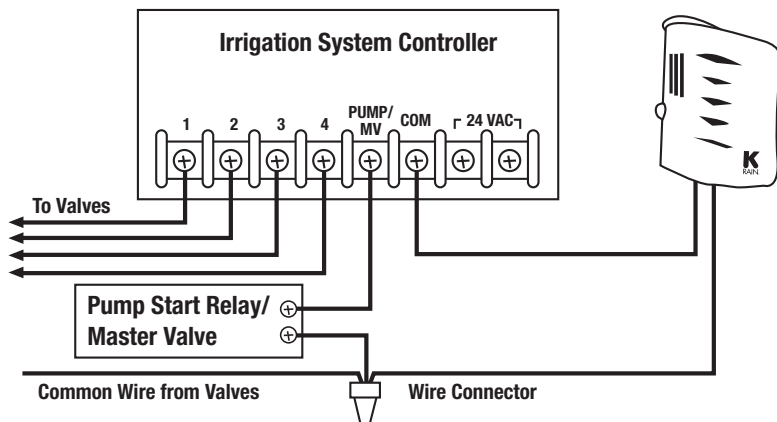 Irrigation System Controller
1 2 3 4 PUMP/
MV COM 24 VAC
K
RAIN.
To Valves
Pump Start Relay/
Master Valve
Common Wire from Valves
Wire Connector